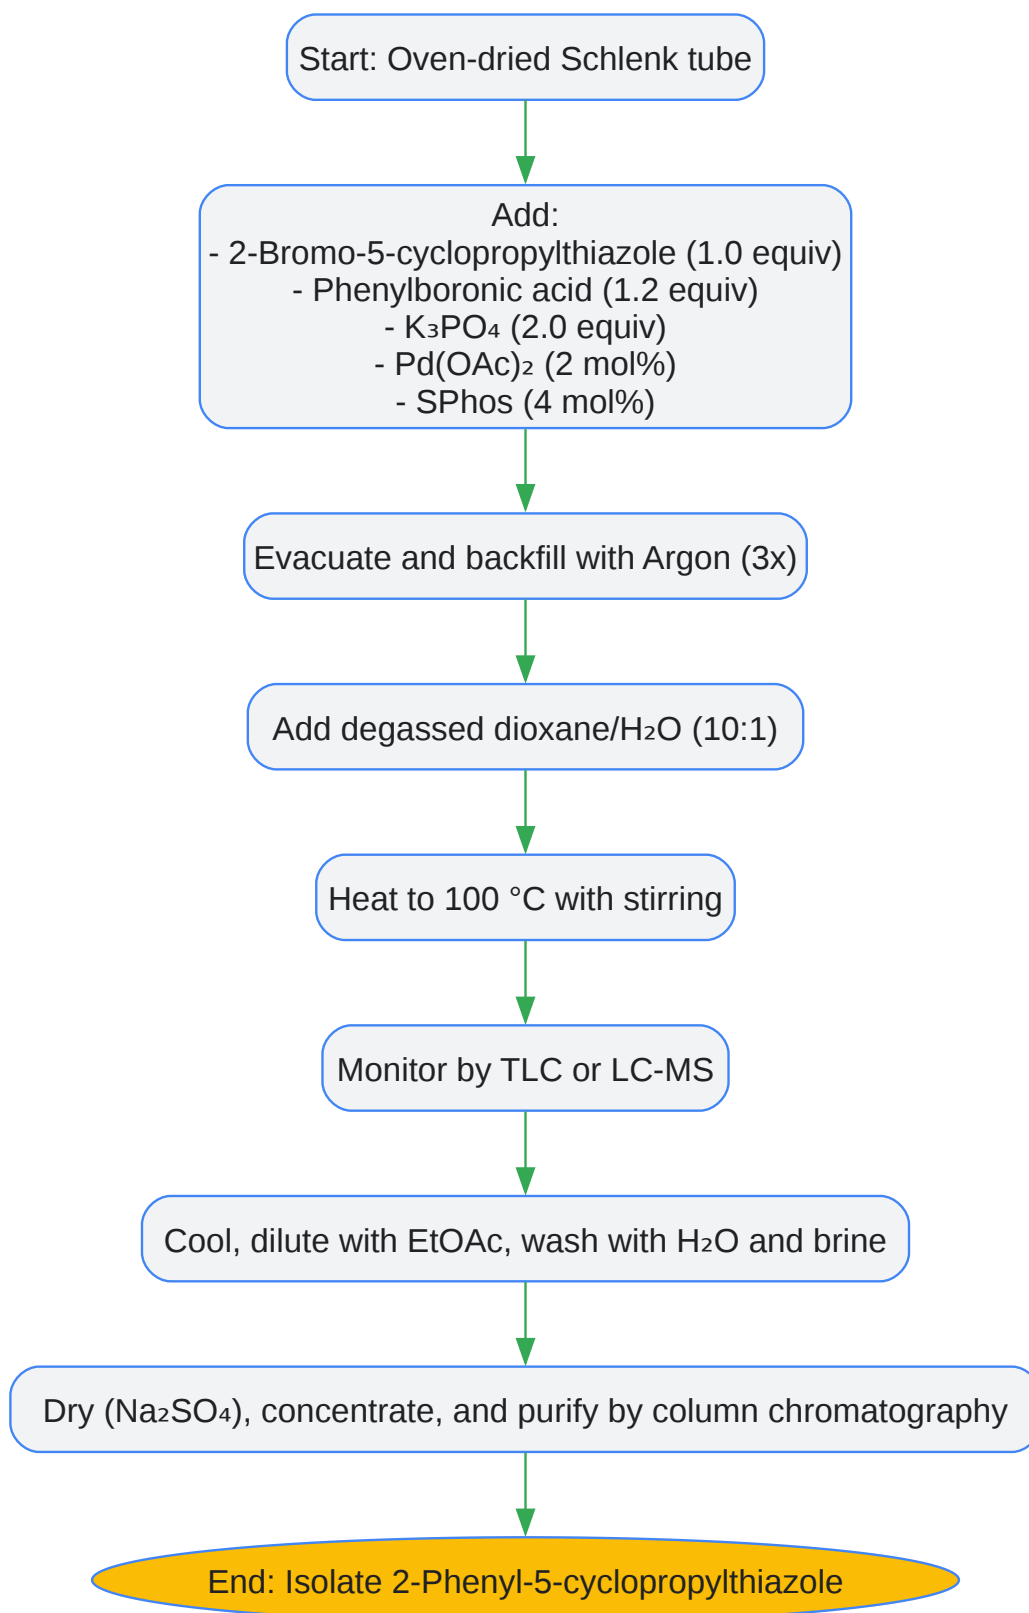 Start: Oven-dried Schlenk tube
Add:
- 2-Bromo-5-cyclopropylthiazole (1.0 equiv)
- Phenylboronic acid (1.2 equiv)
- K₃PO₄ (2.0 equiv)
- Pd(OAc)₂ (2 mol%)
- SPhos (4 mol%)
Evacuate and backfill with Argon (3x)
Add degassed dioxane/H₂O (10:1)
Heat to 100 °C with stirring
Monitor by TLC or LC-MS
Cool, dilute with EtOAc, wash with H₂O and brine
Dry (Na₂SO₄), concentrate, and purify by column chromatography
End: Isolate 2-Phenyl-5-cyclopropylthiazole